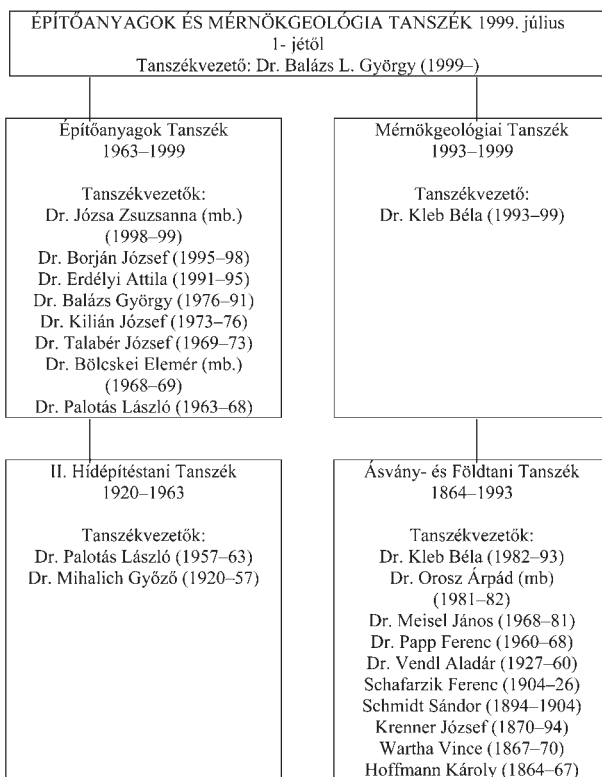 ÉPÍTŐANYAGOK ÉS MÉRNÖKGEOLÓGIA TANSZÉK 1999. július
1- jétől
Tanszékvezető: Dr. Balázs L. György (1999–)
Építőanyagok Tanszék
1963–1999
Tanszékvezetők:
Dr. Józsa Zsuzsanna (mb.)
(1998–99)
Dr. Borján József (1995–98)
Dr. Erdélyi Attila (1991–95)
Dr. Balázs György (1976–91)
Dr. Kilián József (1973–76)
Dr. Talabér József (1969–73)
Dr. Bölcskei Elemér (mb.)
(1968–69)
Dr. Palotás László (1963–68)
Mérnökgeológiai Tanszék
1993–1999
Tanszékvezető:
Dr. Kleb Béla (1993–99)
II. Hídépítéstani Tanszék
1920–1963
Tanszékvezetők:
Dr. Palotás László (1957–63)
Dr. Mihalich Győző (1920–57)
Ásvány- és Földtani Tanszék
1864–1993
Tanszékvezetők:
Dr. Kleb Béla (1982–93)
Dr. Orosz Árpád (mb)
(1981–82)
Dr. Meisel János (1968–81)
Dr. Papp Ferenc (1960–68)
Dr. Vendl Aladár (1927–60)
Schafarzik Ferenc (1904–26)
Schmidt Sándor (1894–1904)
Krenner József (1870–94)
Wartha Vince (1867–70)
Hoffmann Károly (1864–67)